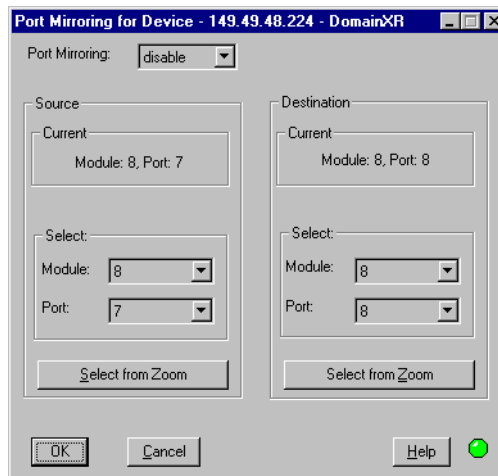 Port Mirroring for Device - 149.49.48.224 - DomainXR
Port Mirroring: disable
Source
Current
Module: 8, Port: 7
Select:
Module: 8
Port: 7
Select from Zoom
Destination
Current
Module: 8, Port: 8
Select:
Module: 8
Port: 8
Select from Zoom
OK Cancel Help